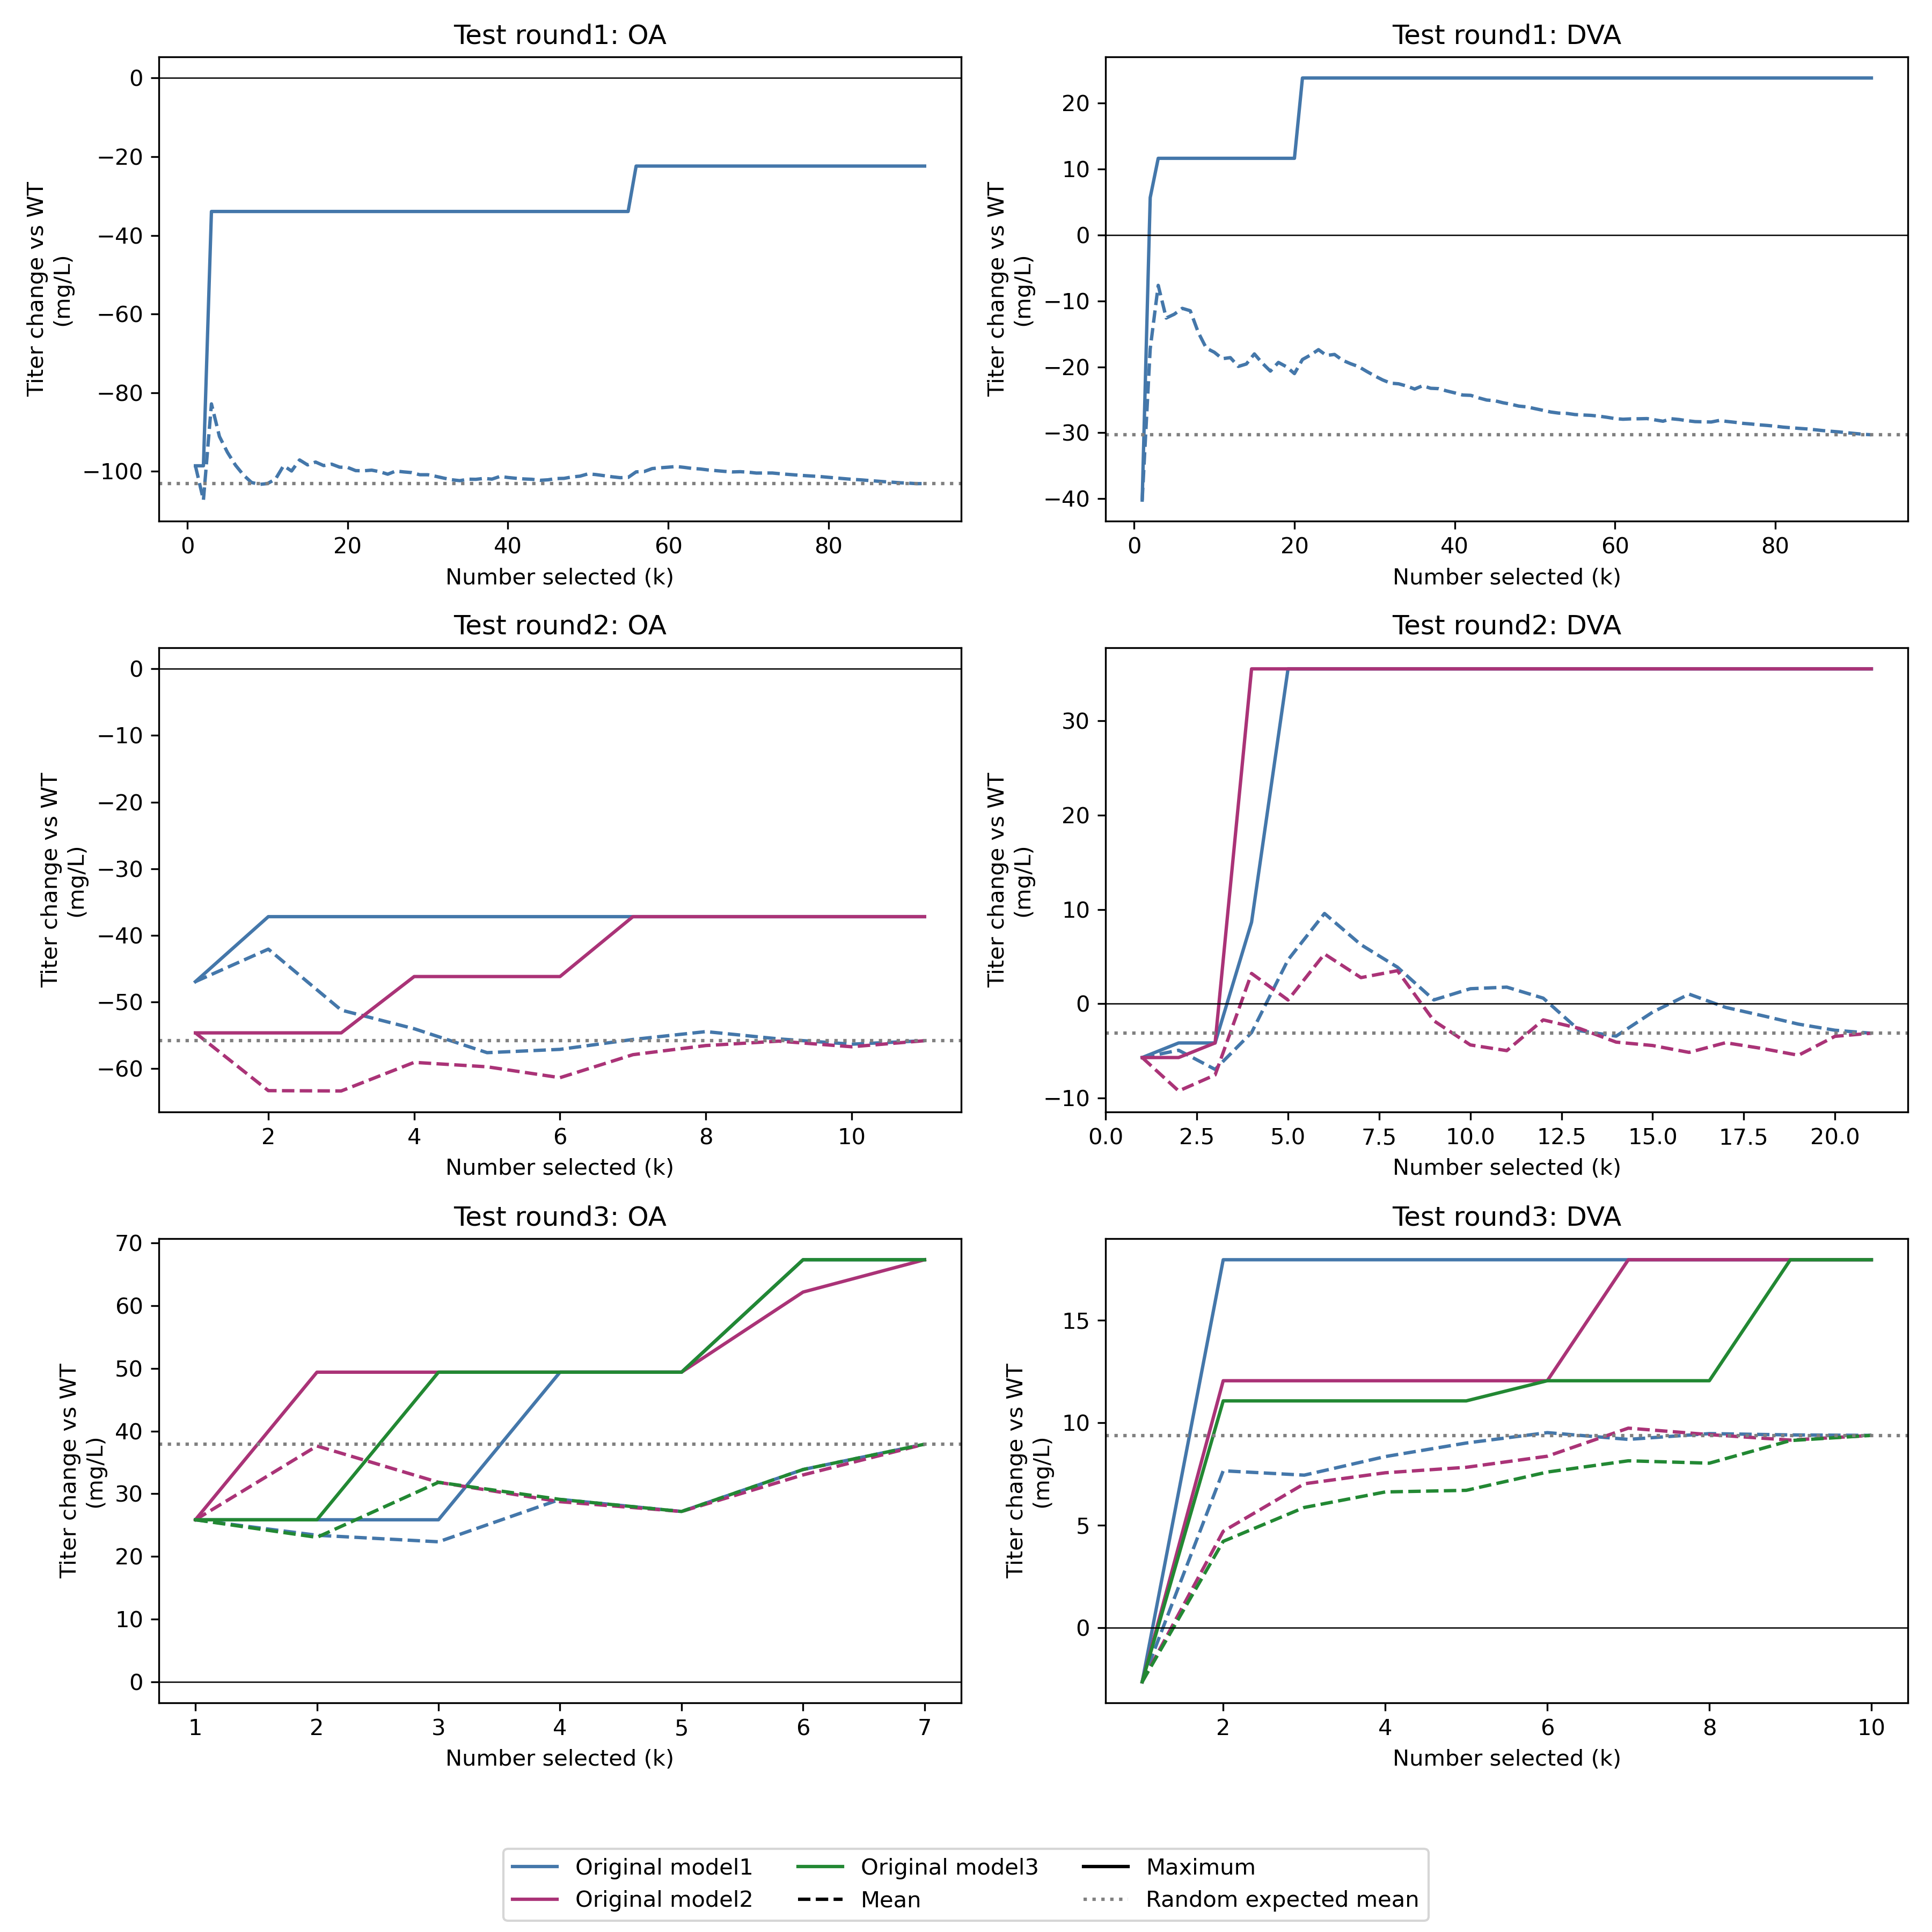 Test round1: OA
0
−20
−40
−60
−80
−100
Titer change vs WT
(mg/L)
0 20 40 60 80
Number selected (k)
Test round1: DVA
20
10
0
−10
−20
−30
−40
Titer change vs WT
(mg/L)
0 20 40 60 80
Number selected (k)
Test round2: OA
0
−10
−20
−30
−40
−50
−60
Titer change vs WT
(mg/L)
2 4 6 8 10
Number selected (k)
Test round2: DVA
30
20
10
0
−10
Titer change vs WT
(mg/L)
0.0 2.5 5.0 7.5 10.0 12.5 15.0 17.5 20.0
Number selected (k)
Test round3: OA
70
60
50
40
30
20
10
0
Titer change vs WT
(mg/L)
1 2 3 4 5 6 7
Number selected (k)
Test round3: DVA
15
10
5
0
Titer change vs WT
(mg/L)
2 4 6 8 10
Number selected (k)
Original model1 Original model3 Maximum
Original model2 Mean Random expected mean